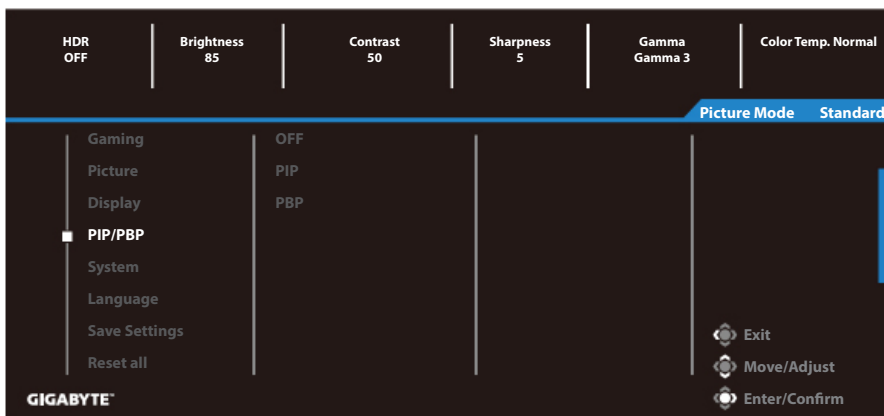 HDR Brightness Contrast Sharpness Gamma Color Temp. Normal
OFF 85 50 5 Gamma 3
Picture Mode Standard
Gaming OFF
Picture PIP
Display PBP
PIP/PBP
System
Language
Save Settings
Reset all
Exit
Move/Adjust
Enter/Confirm
GIGABYTE™